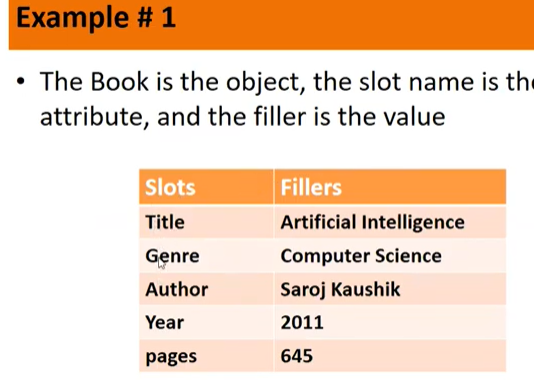 Example # 1
• The Book is the object, the slot name is the
attribute, and the filler is the value
Slots Fillers
Title Artificial Intelligence
Genre Computer Science
Author Saroj Kaushik
Year 2011
pages 645